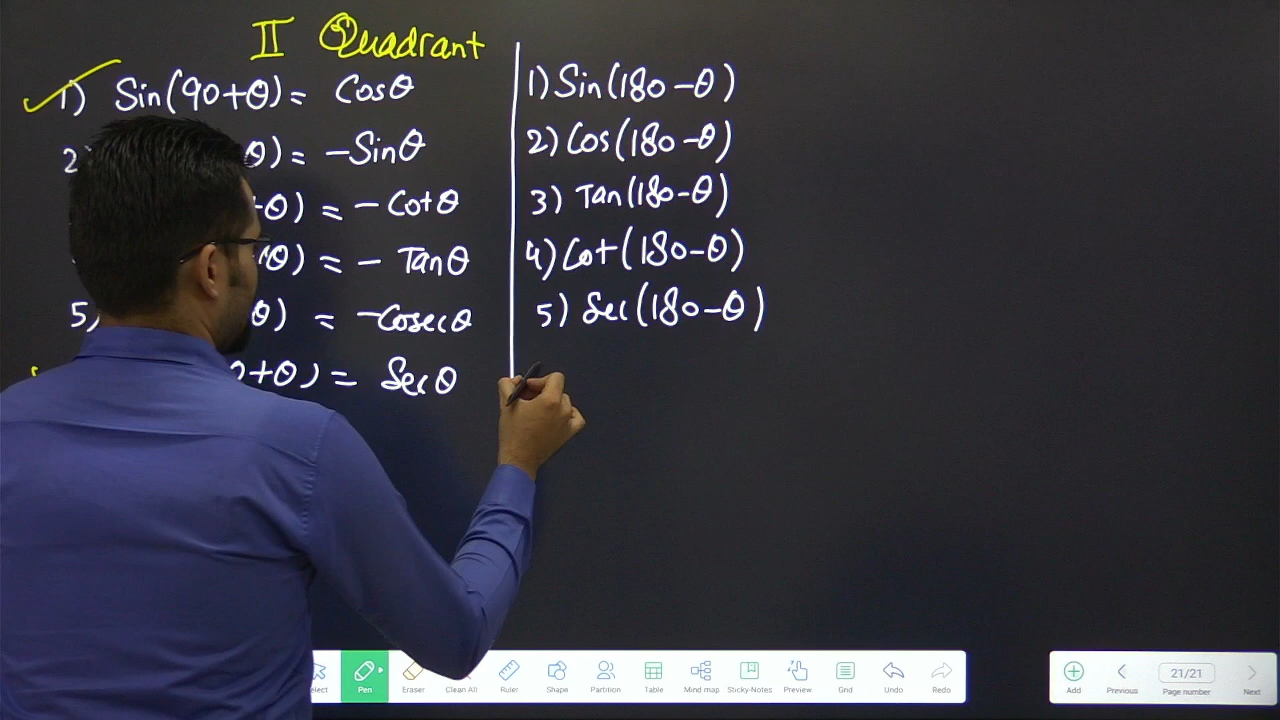 II Quadrant
1) Sin(90+θ)= Cosθ
2) θ)= -Sinθ
+θ) = - Cotθ
θ) = - Tanθ
5) θ) = -Cosecθ
+θ) = Secθ
1) Sin(180-θ)
2) Cos(180-θ)
3) Tan(180-θ)
4) Cot(180-θ)
5) Sec(180-θ)
elect Pen Eraser Clean All Ruler Shape Partition Table Mind map Sticky-Notes Preview Grid Undo Redo
21/21
Add Previous Page number Next